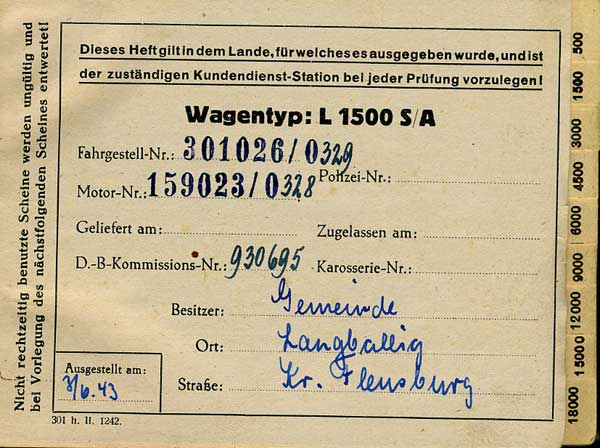 Dieses Heft gilt in dem Lande, für welches es ausgegeben wurde, und ist
der zuständigen Kundendienst-Station bei jeder Prüfung vorzulegen!
Wagentyp: L 1500 S/A
Fahrgestell-Nr.: 301026/0329
Polizei-Nr.:
Motor-Nr.: 159023/0328
Geliefert am:
Zugelassen am:
D.-B-Kommissions-Nr.: 930695
Karosserie-Nr.:
Besitzer: Gemeinde
Ort: Langballig
Straße: Kr. Flensburg
Ausgestellt am:
3/6.43
301 h. II. 1242.
Nicht rechtzeitig benutzte Scheine werden ungültig und
bei Vorlegung des nächstfolgenden Scheines entwertet!
500
1500
3000
4500
6000
9000
12000
15000
18000